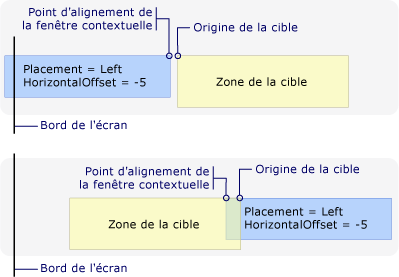 Point d'alignement de
la fenêtre contextuelle
Origine de la cible
Placement = Left
HorizontalOffset = -5
Zone de la cible
Bord de l'écran
Point d'alignement de
la fenêtre contextuelle
Origine de la cible
Zone de la cible
Placement = Left
HorizontalOffset = -5
Bord de l'écran